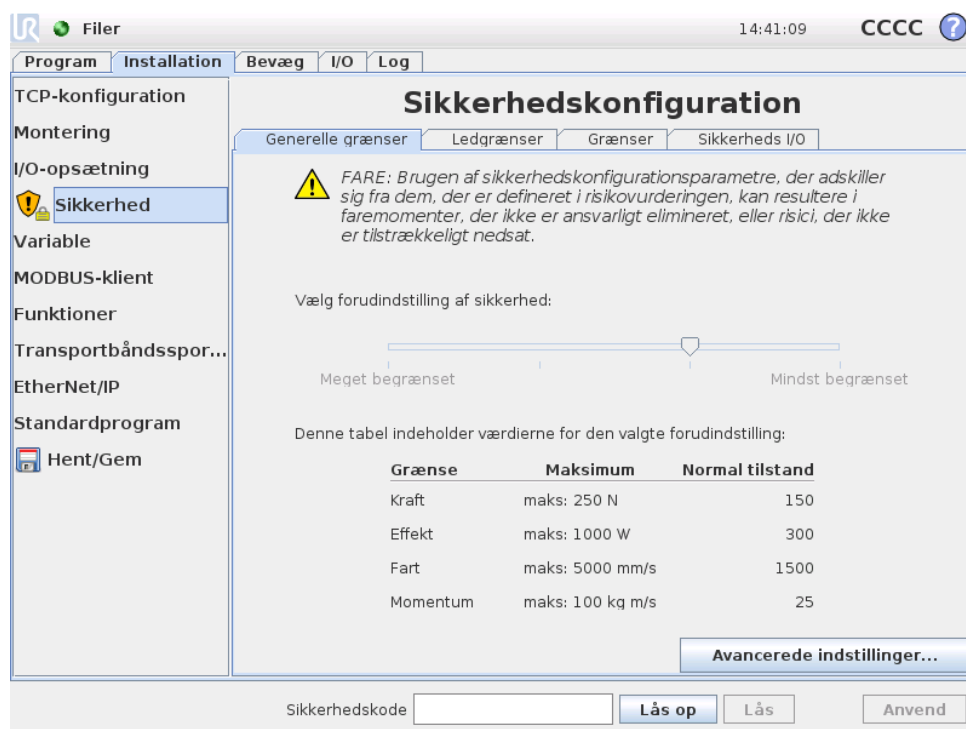 UR Filer 14:41:09 CCCC ?
Program Installation Bevæg I/O Log
TCP-konfiguration
Montering
I/O-opsætning
Sikkerhed
Variable
MODBUS-klient
Funktioner
Transportbåndsspor...
EtherNet/IP
Standardprogram
Hent/Gem
Sikkerhedskonfiguration
Generelle grænser Ledgrænser Grænser Sikkerheds I/O
FARE: Brugen af sikkerhedskonfigurationsparametre, der adskiller
sig fra dem, der er defineret i risikovurderingen, kan resultere i
faremomenter, der ikke er ansvarligt elimineret, eller risici, der ikke
er tilstrækkeligt nedsat.
Vælg forudindstilling af sikkerhed:
Meget begrænset Mindst begrænset
Denne tabel indeholder værdierne for den valgte forudindstilling:
Grænse Maksimum Normal tilstand
Kraft maks: 250 N 150
Effekt maks: 1000 W 300
Fart maks: 5000 mm/s 1500
Momentum maks: 100 kg m/s 25
Avancerede indstillinger...
Sikkerhedskode Lås op Lås Anvend